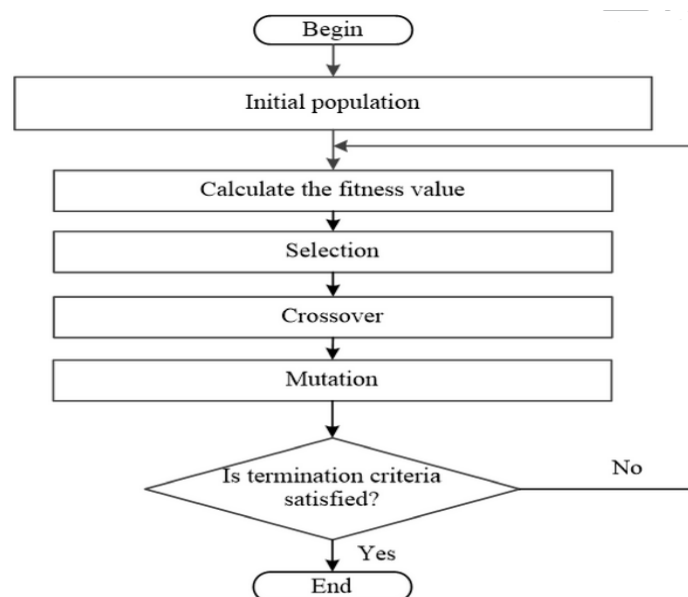 Begin
Initial population
Calculate the fitness value
Selection
Crossover
Mutation
Is termination criteria
satisfied?
No
Yes
End